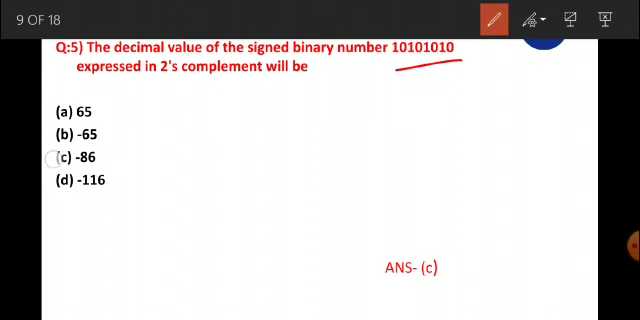 9 OF 18
Q:5) The decimal value of the signed binary number 10101010
expressed in 2's complement will be
(a) 65
(b) -65
(c) -86
(d) -116
ANS- (c)